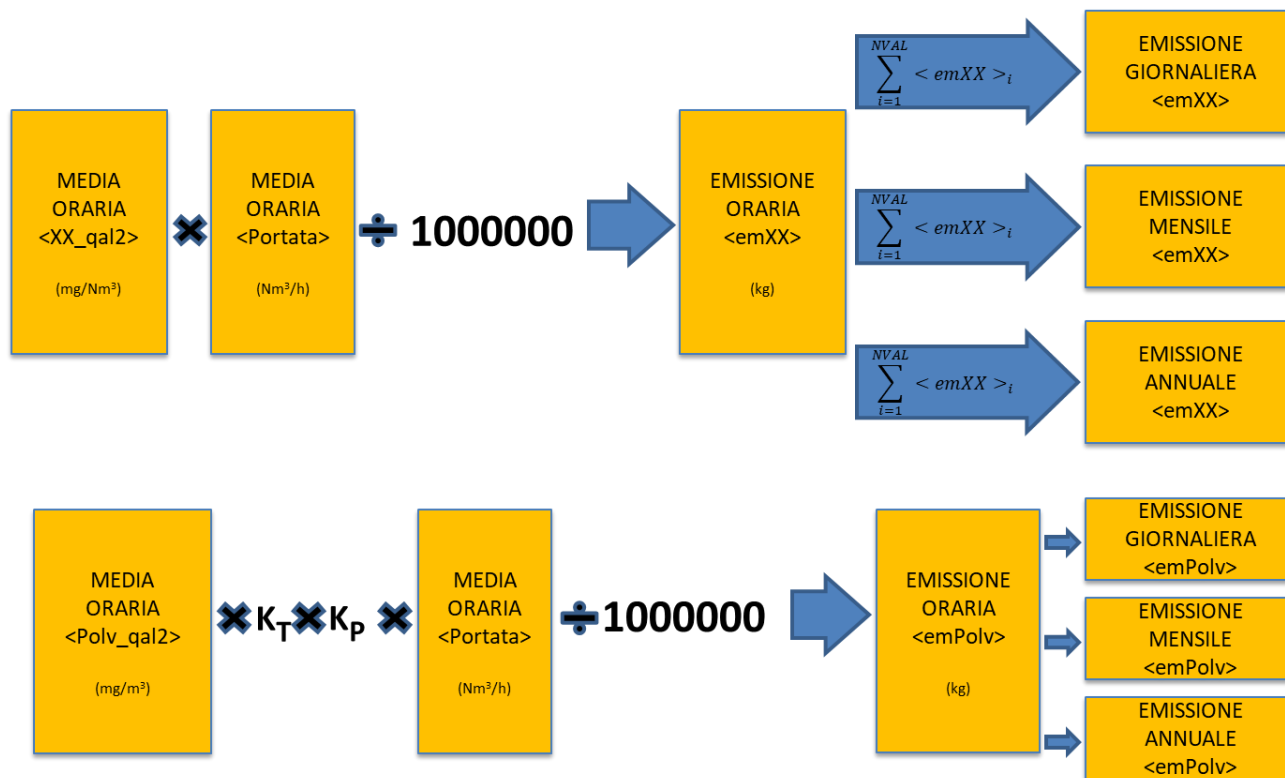 MEDIA
ORARIA
<XX_qal2>
(mg/Nm³)
×
MEDIA
ORARIA
<Portata>
(Nm³/h)
÷ 1000000
EMISSIONE
ORARIA
<emXX>
(kg)
NVAL
∑ < emXX >ᵢ
i=1
EMISSIONE
GIORNALIERA
<emXX>
NVAL
∑ < emXX >ᵢ
i=1
EMISSIONE
MENSILE
<emXX>
NVAL
∑ < emXX >ᵢ
i=1
EMISSIONE
ANNUALE
<emXX>
MEDIA
ORARIA
<Polv_qal2>
(mg/m³)
× K_T × K_P ×
MEDIA
ORARIA
<Portata>
(Nm³/h)
÷ 1000000
EMISSIONE
ORARIA
<emPolv>
(kg)
EMISSIONE
GIORNALIERA
<emPolv>
EMISSIONE
MENSILE
<emPolv>
EMISSIONE
ANNUALE
<emPolv>